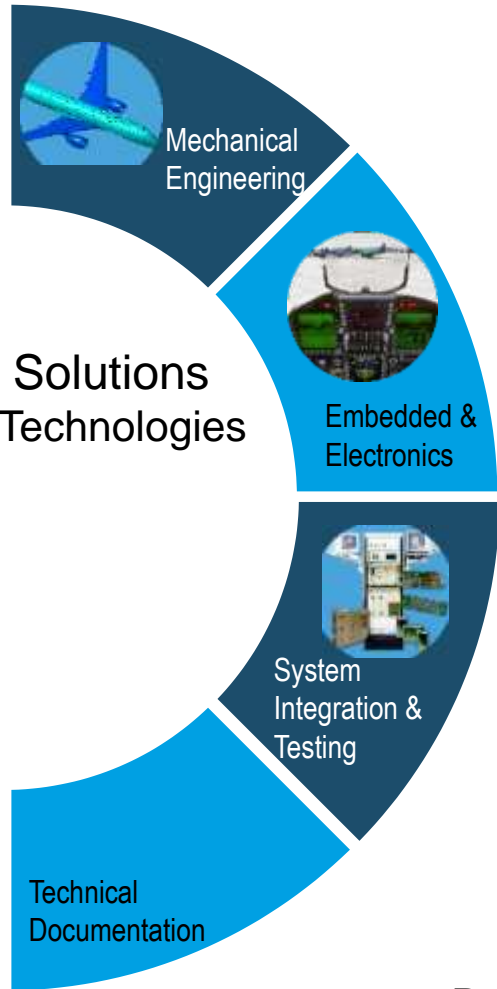 Mechanical
Engineering
Solutions
Technologies
Embedded &
Electronics
System
Integration &
Testing
Technical
Documentation